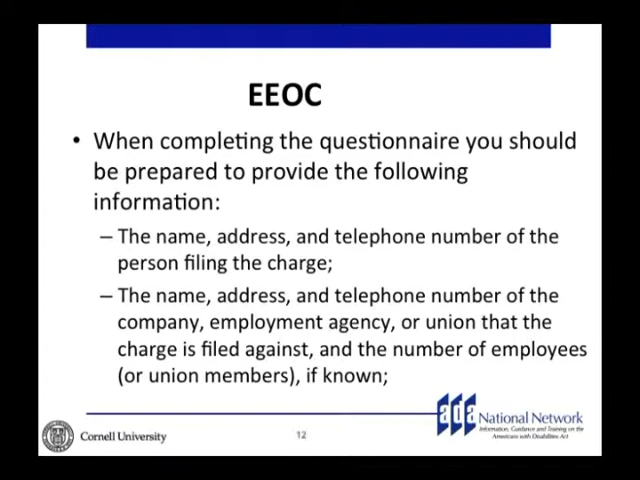 EEOC
• When completing the questionnaire you should
be prepared to provide the following
information:
– The name, address, and telephone number of the
person filing the charge;
– The name, address, and telephone number of the
company, employment agency, or union that the
charge is filed against, and the number of employees
(or union members), if known;
Cornell University
12
ada National Network
Information, Guidance and Training on the
Americans with Disabilities Act